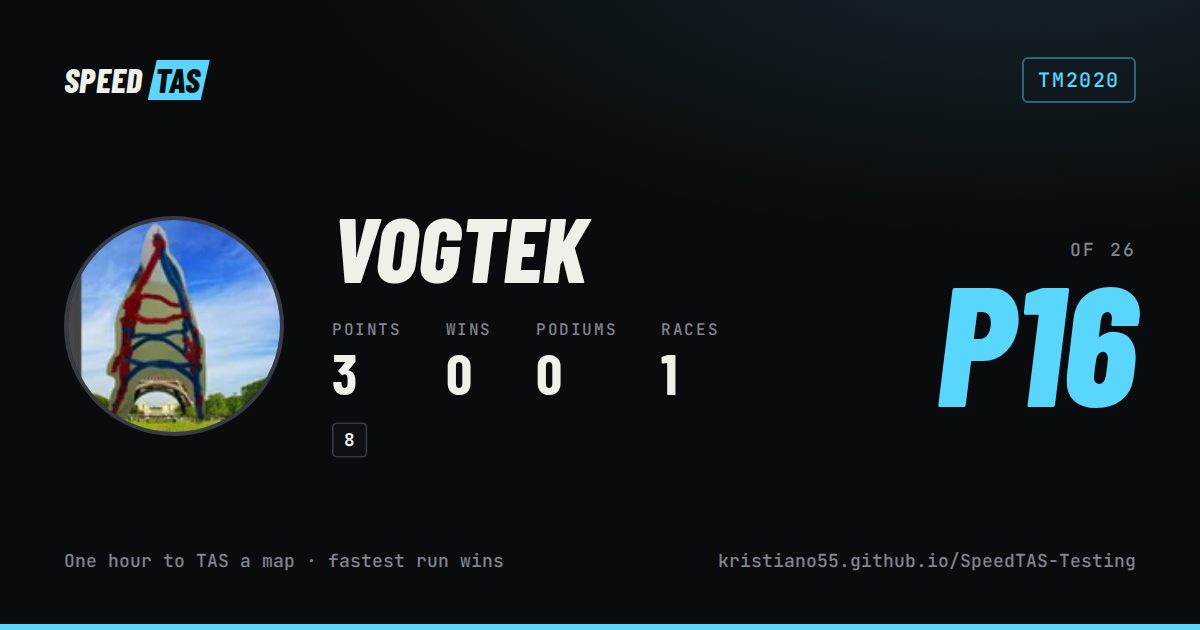 SPEED TAS
TM2020
VOGTEK
OF 26
P16
POINTS WINS PODIUMS RACES
3 0 0 1
8
One hour to TAS a map · fastest run wins
kristiano55.github.io/SpeedTAS-Testing